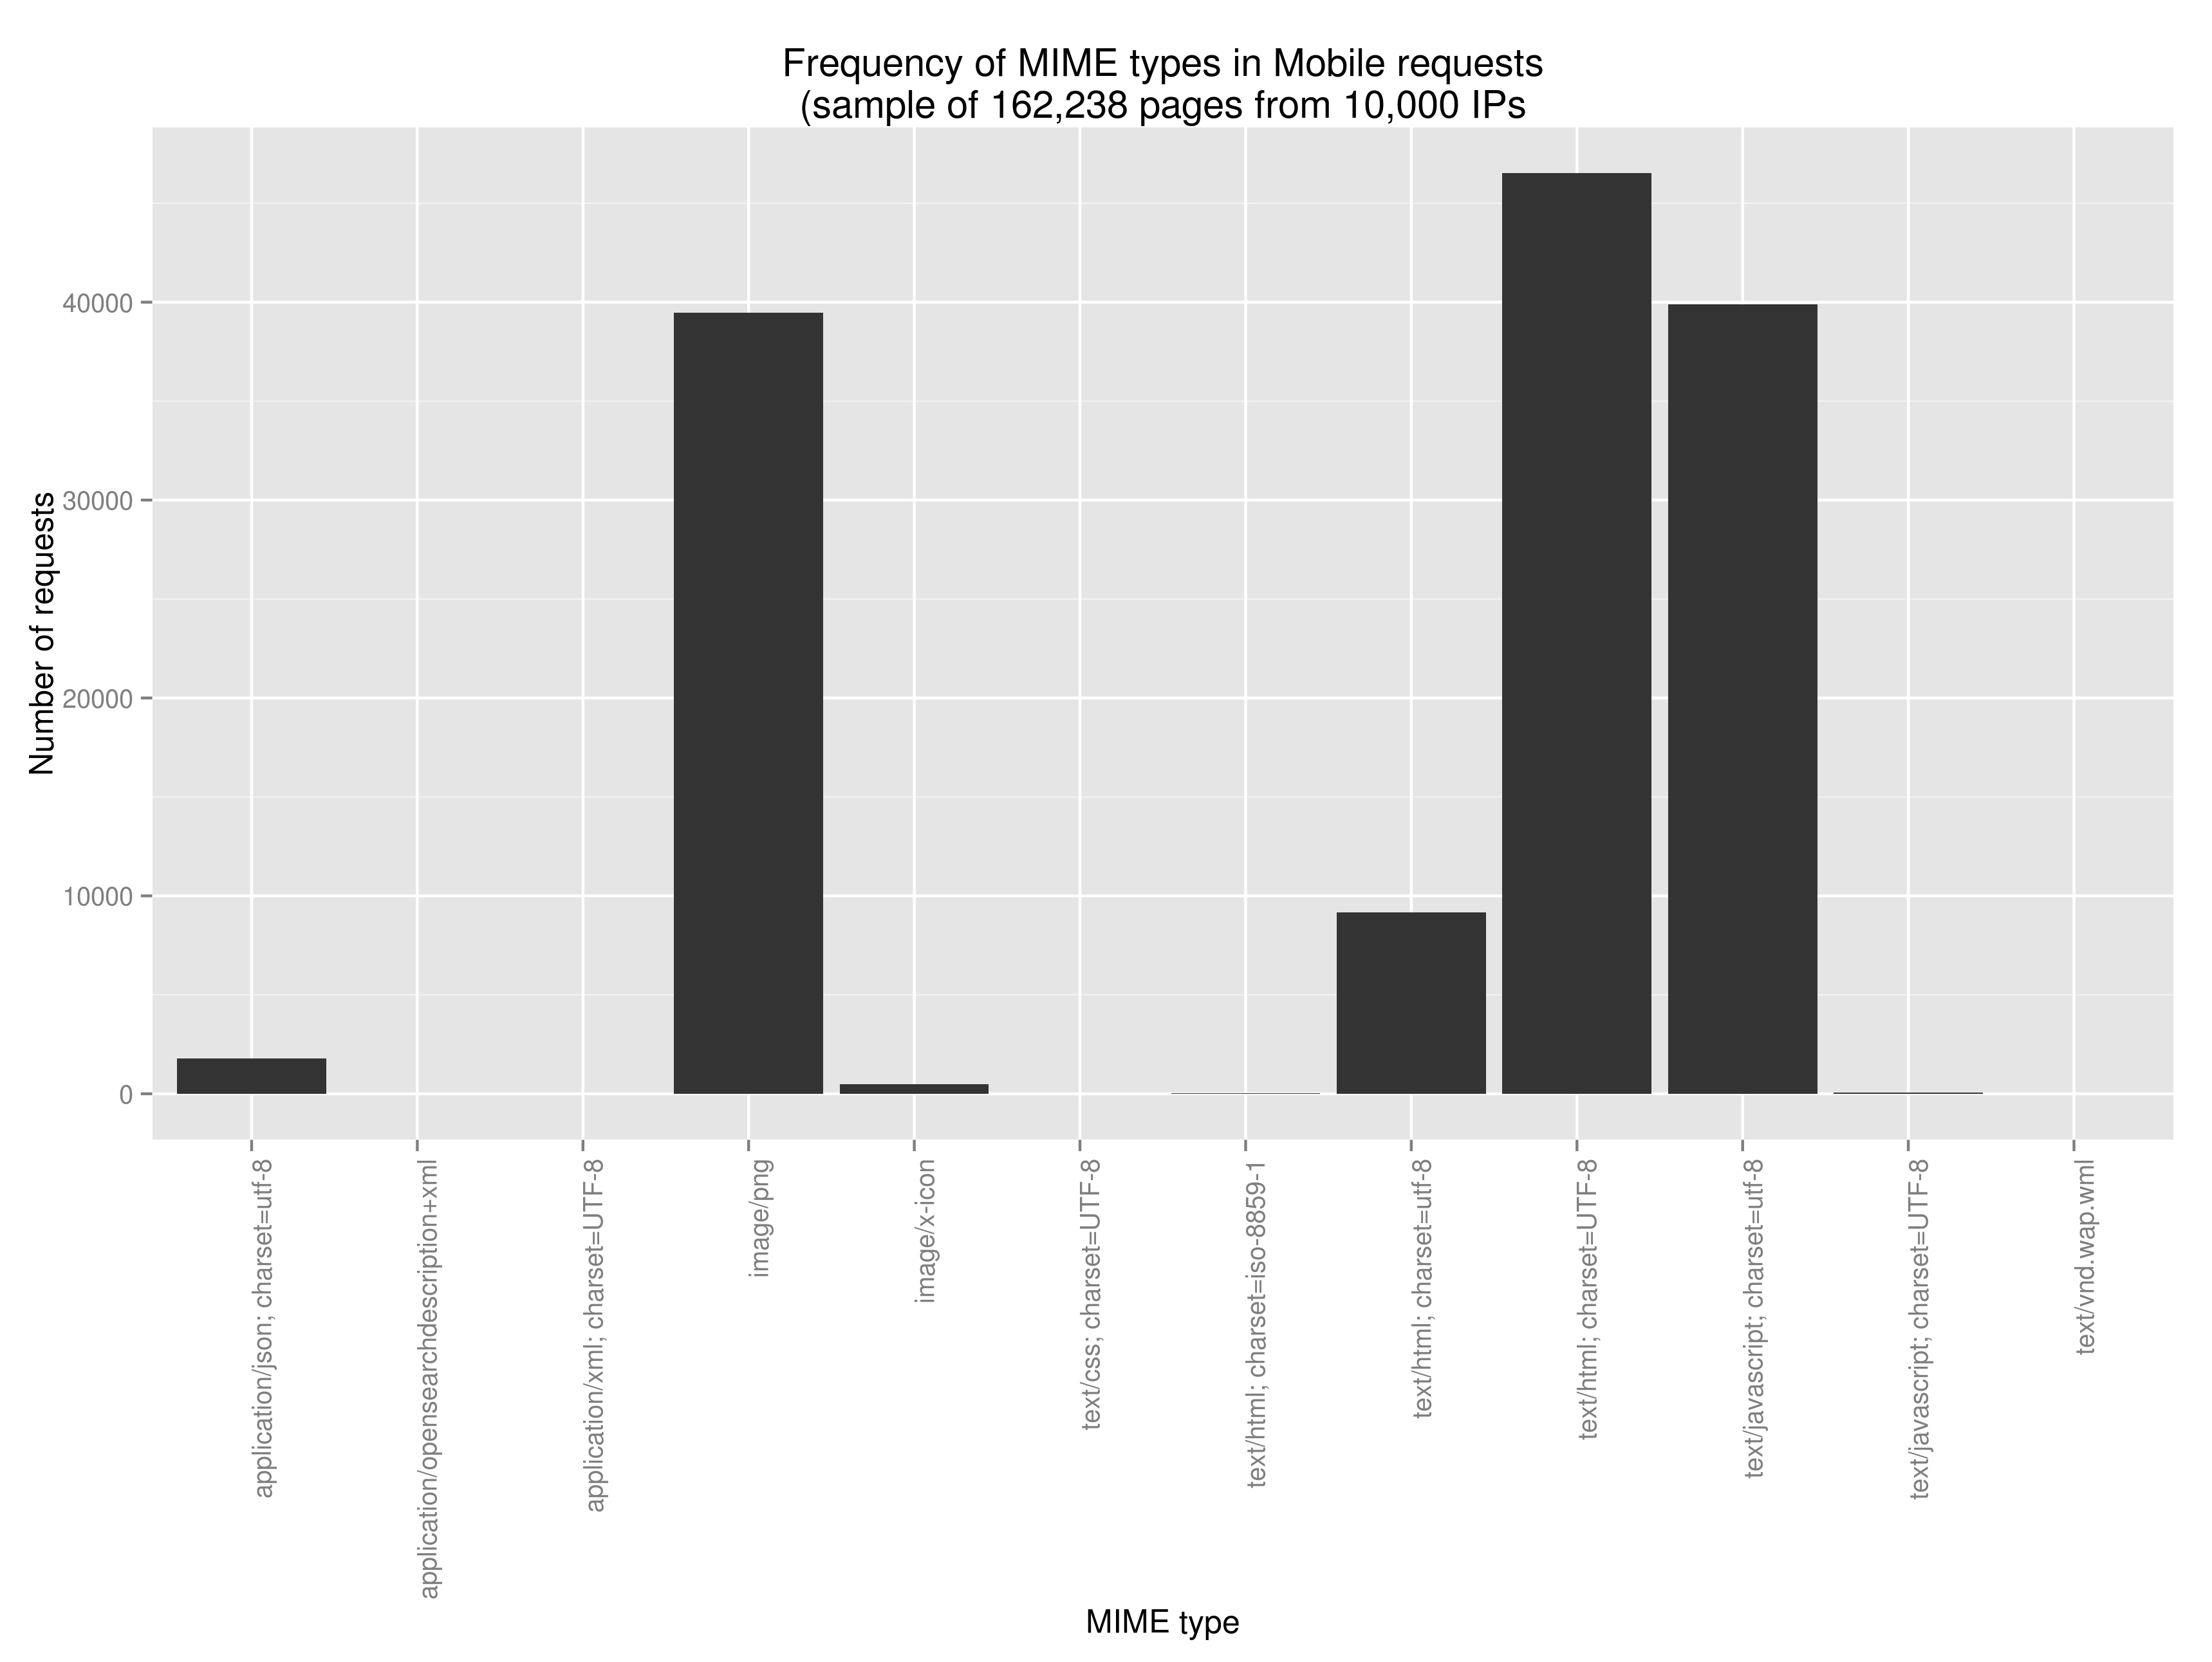 Frequency of MIME types in Mobile requests
(sample of 162,238 pages from 10,000 IPs
Number of requests
40000
30000
20000
10000
0
application/json; charset=utf-8
application/opensearchdescription+xml
application/xml; charset=UTF-8
image/png
image/x-icon
text/css; charset=UTF-8
text/html; charset=iso-8859-1
text/html; charset=utf-8
text/html; charset=UTF-8
text/javascript; charset=utf-8
text/javascript; charset=UTF-8
text/vnd.wap.wml
MIME type